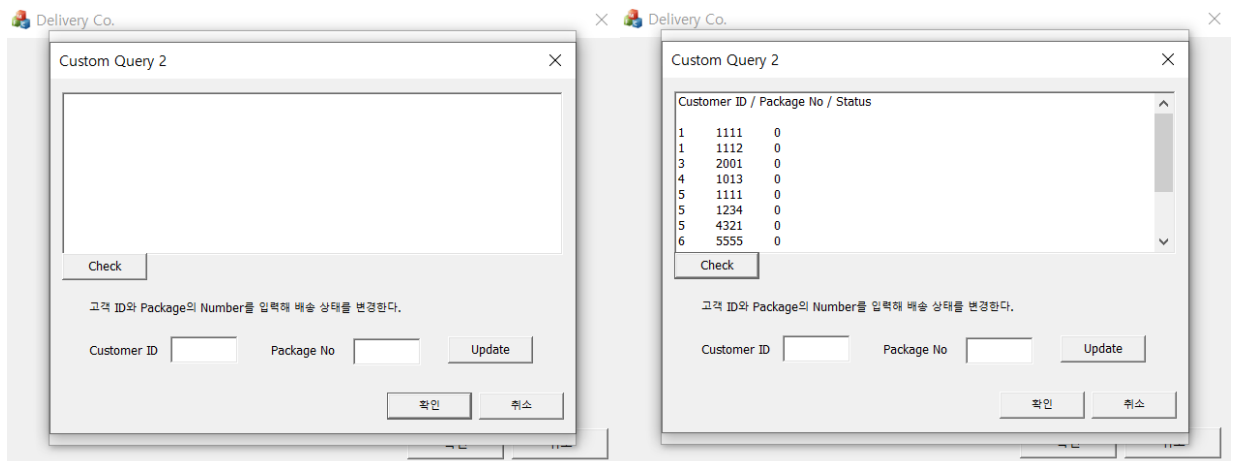 Delivery Co.
Custom Query 2
Check
고객 ID와 Package의 Number를 입력해 배송 상태를 변경한다.
Customer ID
Package No
Update
확인
취소
Delivery Co.
Custom Query 2
Customer ID / Package No / Status
1 1111 0
1 1112 0
3 2001 0
4 1013 0
5 1111 0
5 1234 0
5 4321 0
6 5555 0
Check
고객 ID와 Package의 Number를 입력해 배송 상태를 변경한다.
Customer ID
Package No
Update
확인
취소